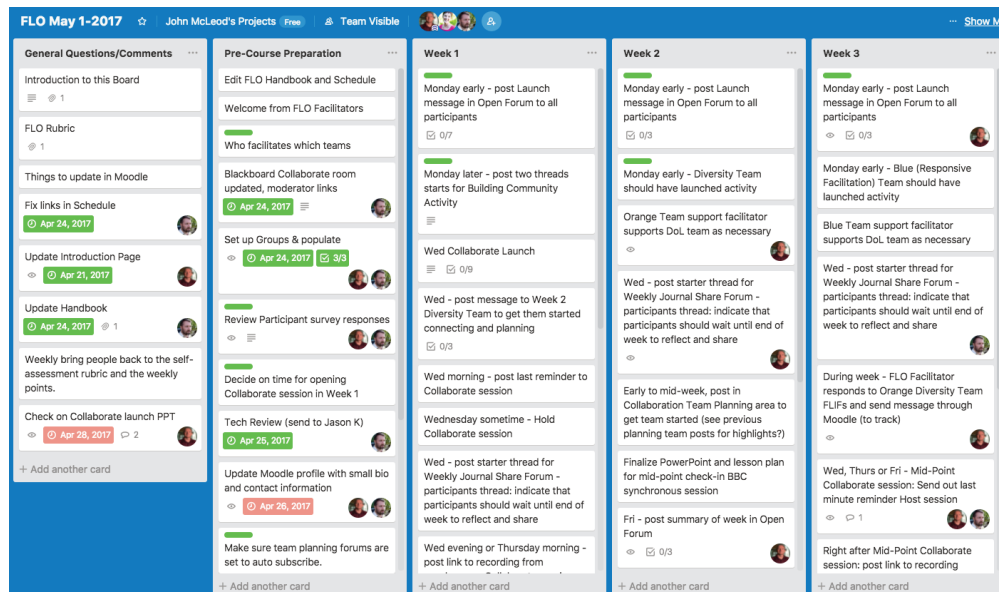 FLO May 1-2017
John McLeod's Projects Free
Team Visible
··· Show M
General Questions/Comments ···
Introduction to this Board
1
FLO Rubric
1
Things to update in Moodle
Fix links in Schedule
Apr 24, 2017
Update Introduction Page
Apr 21, 2017
Update Handbook
Apr 24, 2017 1
Weekly bring people back to the self-
assessment rubric and the weekly
points.
Check on Collaborate launch PPT
Apr 28, 2017 2
+ Add another card
Pre-Course Preparation ···
Edit FLO Handbook and Schedule
Welcome from FLO Facilitators
Who facilitates which teams
Blackboard Collaborate room
updated, moderator links
Apr 24, 2017
Set up Groups & populate
Apr 24, 2017 3/3
Review Participant survey responses
Decide on time for opening
Collaborate session in Week 1
Tech Review (send to Jason K)
Apr 25, 2017
Update Moodle profile with small bio
and contact information
Apr 26, 2017
Make sure team planning forums are
set to auto subscribe.
+ Add another card
Week 1 ···
Monday early - post Launch
message in Open Forum to all
participants
0/7
Monday later - post two threads
starts for Building Community
Activity
Wed Collaborate Launch
0/9
Wed - post message to Week 2
Diversity Team to get them started
connecting and planning
0/3
Wed morning - post last reminder to
Collaborate session
Wednesday sometime - Hold
Collaborate session
Wed - post starter thread for
Weekly Journal Share Forum -
participants thread: indicate that
participants should wait until end of
week to reflect and share
Wed evening or Thursday morning -
post link to recording from
+ Add another card
Week 2 ···
Monday early - post Launch
message in Open Forum to all
participants
0/3
Monday early - Diversity Team
should have launched activity
Orange Team support facilitator
supports DoL team as necessary
Wed - post starter thread for
Weekly Journal Share Forum -
participants thread: indicate that
participants should wait until end of
week to reflect and share
Early to mid-week, post in
Collaboration Team Planning area to
get team started (see previous
planning team posts for highlights?)
Finalize PowerPoint and lesson plan
for mid-point check-in BBC
synchronous session
Fri - post summary of week in Open
Forum
0/3
+ Add another card
Week 3 ···
Monday early - post Launch
message in Open Forum to all
participants
0/3
Monday early - Blue (Responsive
Facilitation) Team should have
launched activity
Blue Team support facilitator
supports DoL team as necessary
Wed - post starter thread for
Weekly Journal Share Forum -
participants thread: indicate that
participants should wait until end of
week to reflect and share
During week - FLO Facilitator
responds to Orange Diversity Team
FLIFs and send message through
Moodle (to track)
Wed, Thurs or Fri - Mid-Point
Collaborate session: Send out last
minute reminder Host session
1
Right after Mid-Point Collaborate
session: post link to recording
+ Add another card